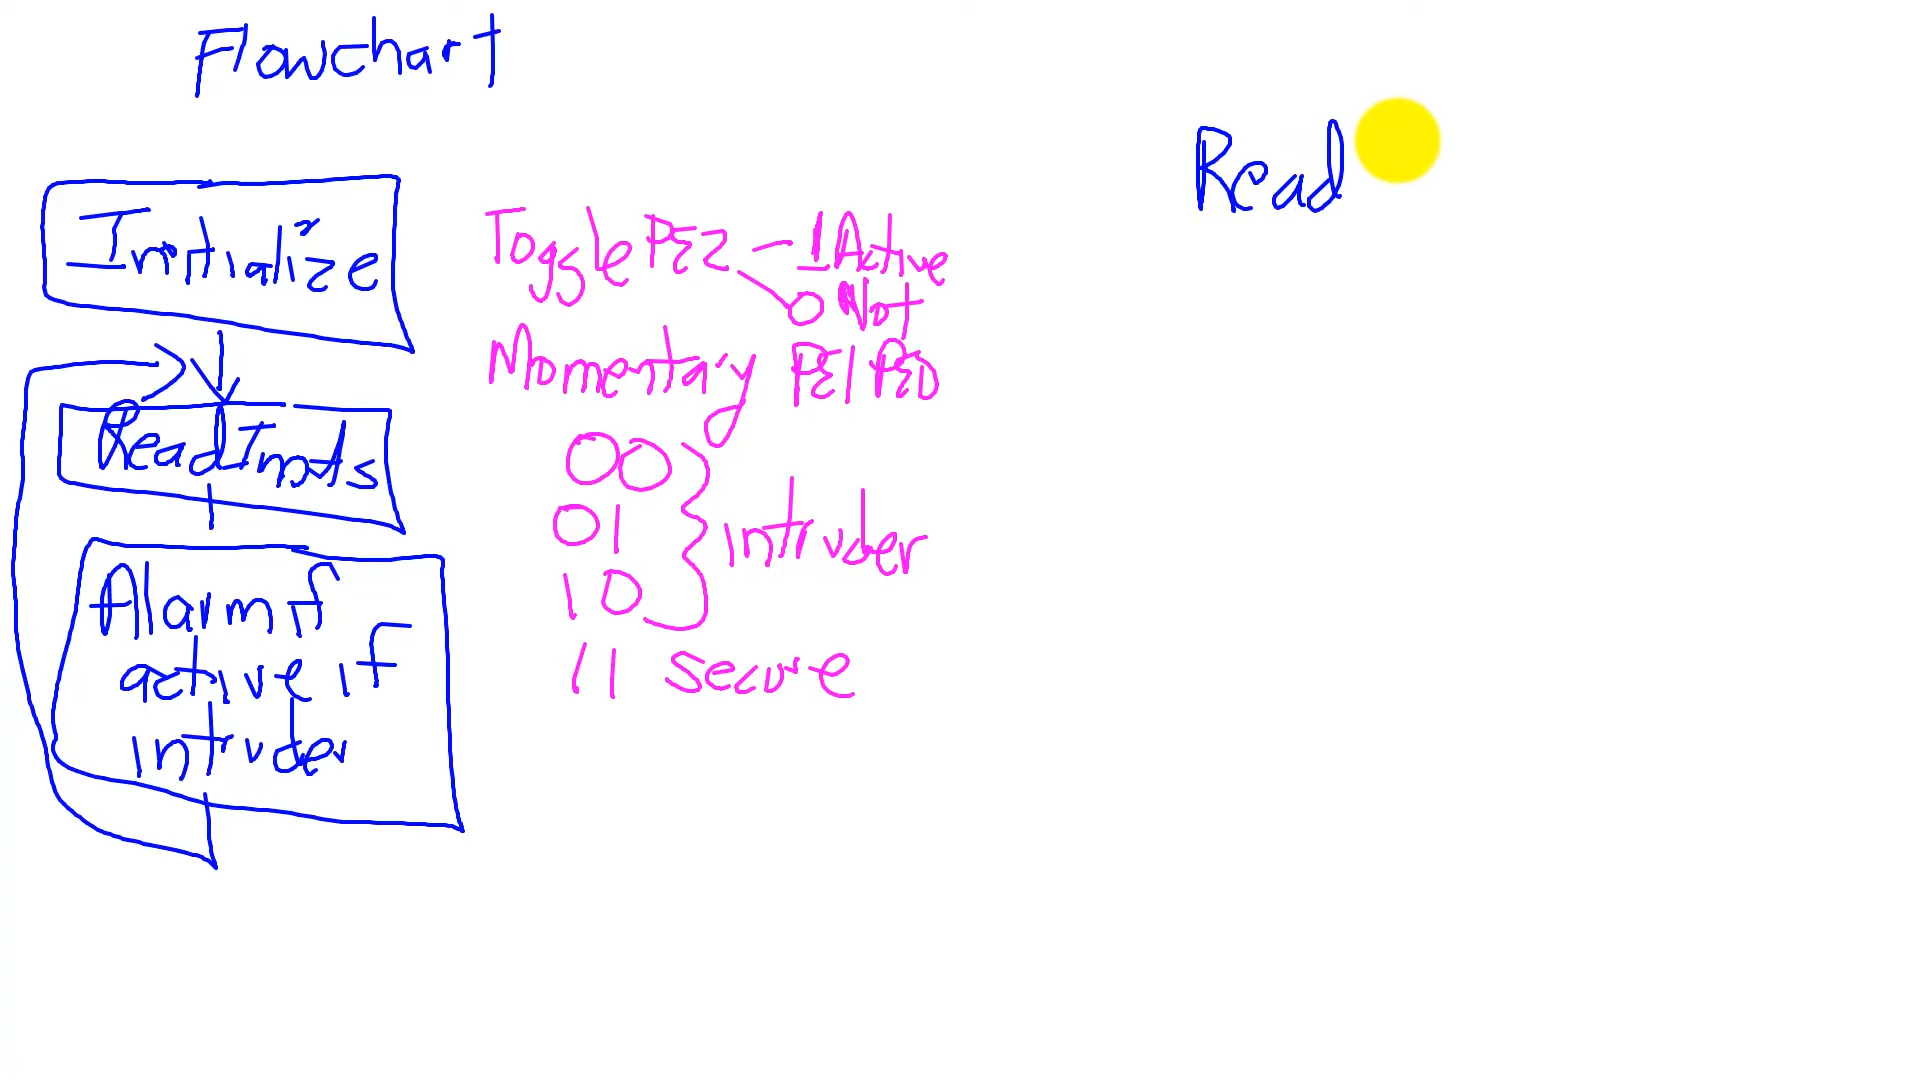 Flowchart
Initialize
Read Inputs
Alarm if
active if
intruder
Toggle PE2 - 1 Active
0 Not
Momentary PE1 PE0
00
01
10
intruder
11 secure
Read